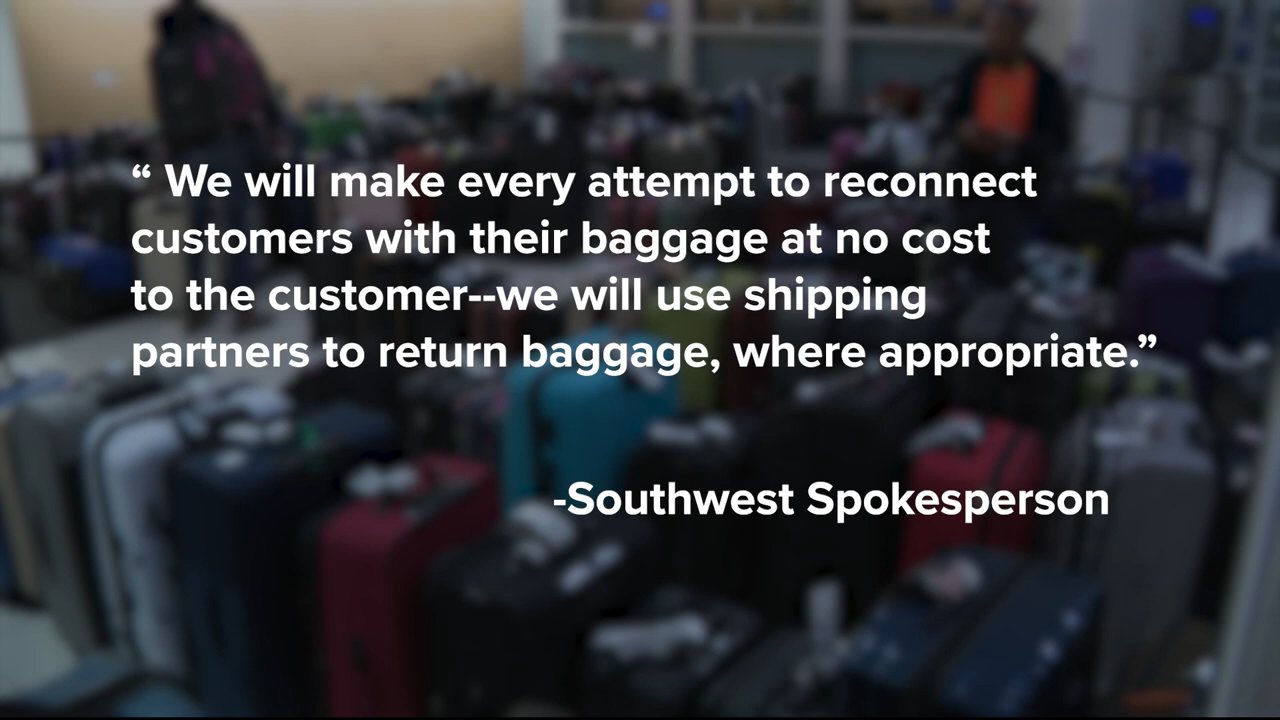 “ We will make every attempt to reconnect
customers with their baggage at no cost
to the customer--we will use shipping
partners to return baggage, where appropriate.”
-Southwest Spokesperson